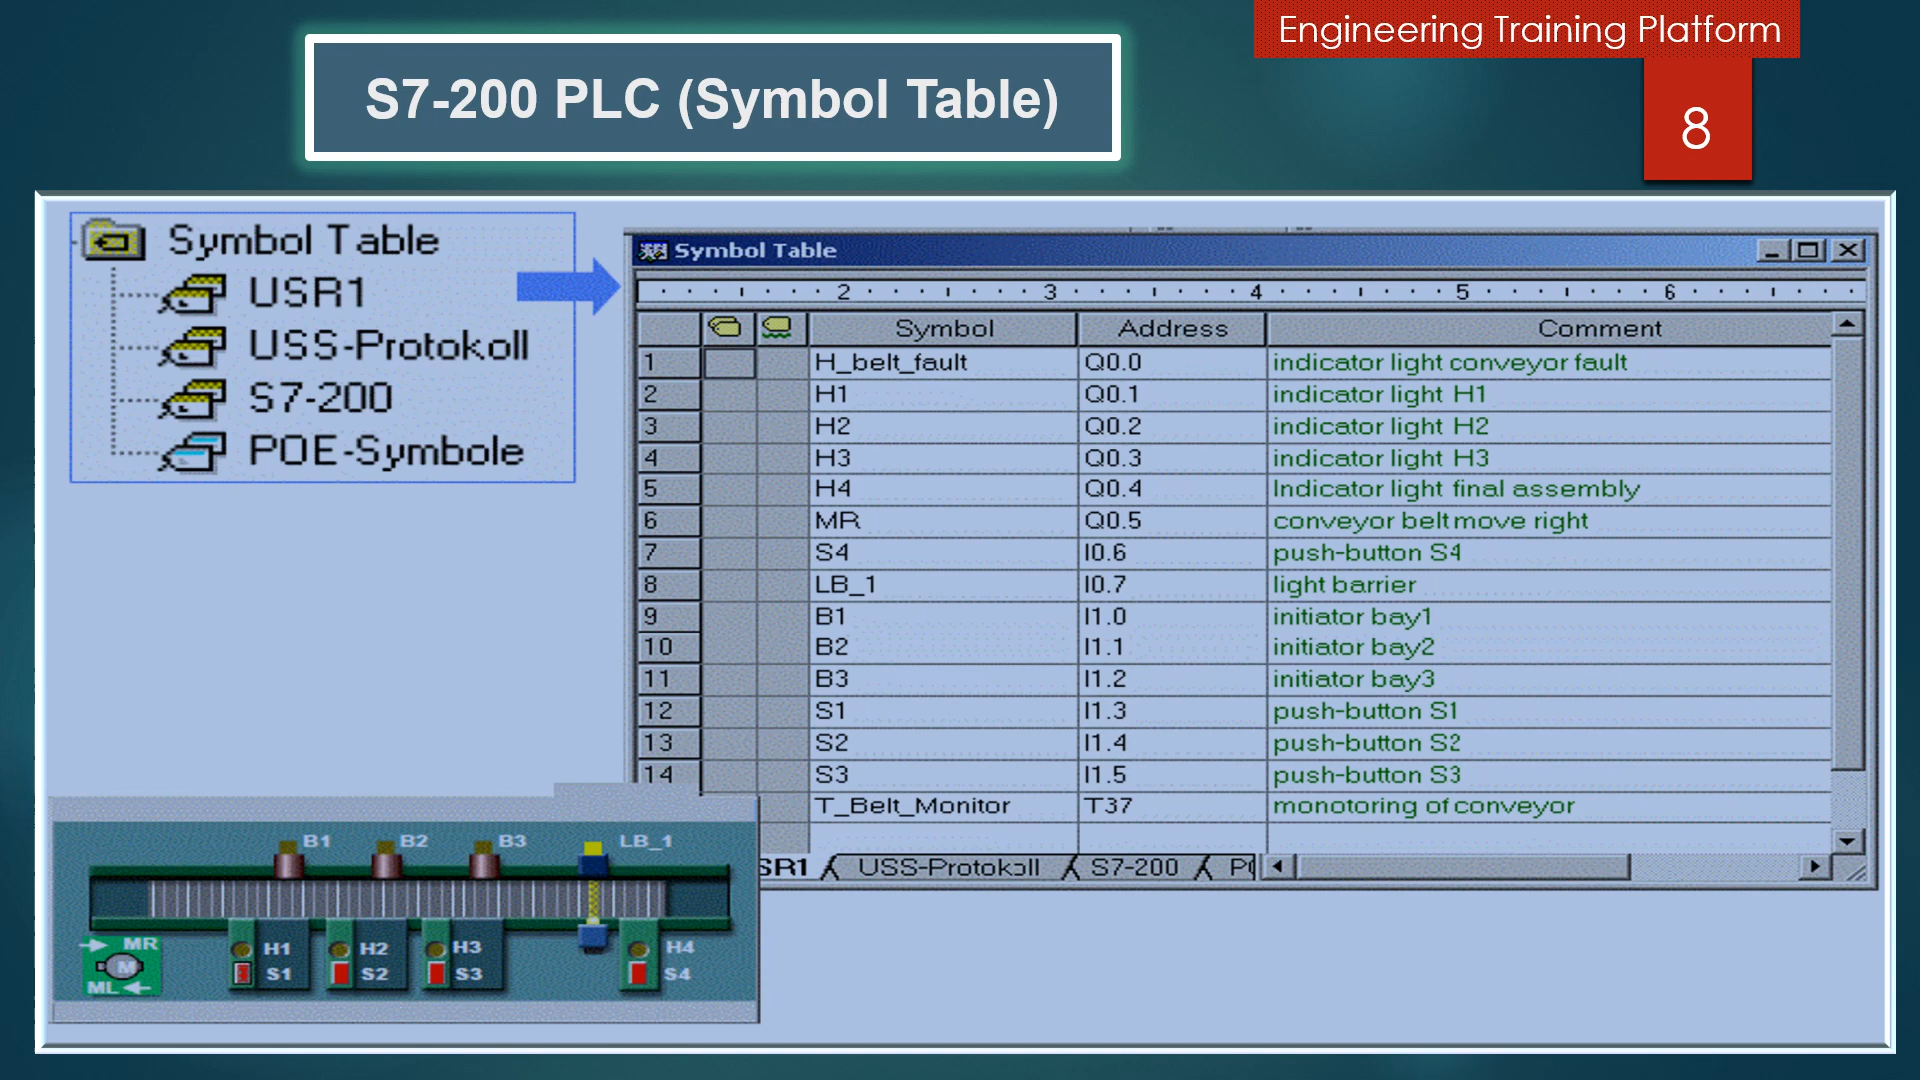 Engineering Training Platform
S7-200 PLC (Symbol Table)
8
Symbol Table
USR1
USS-Protokoll
S7-200
POE-Symbole
Symbol Table
2 3 4 5 6
Symbol Address Comment
1 H_belt_fault Q0.0 indicator light conveyor fault
2 H1 Q0.1 indicator light H1
3 H2 Q0.2 indicator light H2
4 H3 Q0.3 indicator light H3
5 H4 Q0.4 Indicator light final assembly
6 MR Q0.5 conveyor belt move right
7 S4 I0.6 push-button S4
8 LB_1 I0.7 light barrier
9 B1 I1.0 initiator bay1
10 B2 I1.1 initiator bay2
11 B3 I1.2 initiator bay3
12 S1 I1.3 push-button S1
13 S2 I1.4 push-button S2
14 S3 I1.5 push-button S3
T_Belt_Monitor T37 monotoring of conveyor
SR1 USS-Protokoll S7-200
B1 B2 B3 LB_1
MR H1 H2 H3 H4
M
ML S1 S2 S3 S4